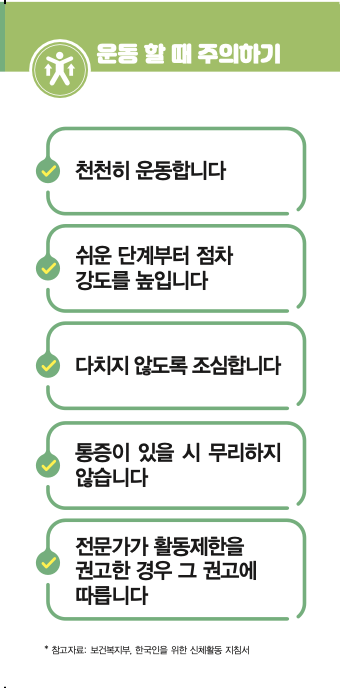 운동 할 때 주의하기
천천히 운동합니다
쉬운 단계부터 점차
강도를 높입니다
다치지 않도록 조심합니다
통증이 있을 시 무리하지
않습니다
전문가가 활동제한을
권고한 경우 그 권고에
따릅니다
* 참고자료: 보건복지부, 한국인을 위한 신체활동 지침서